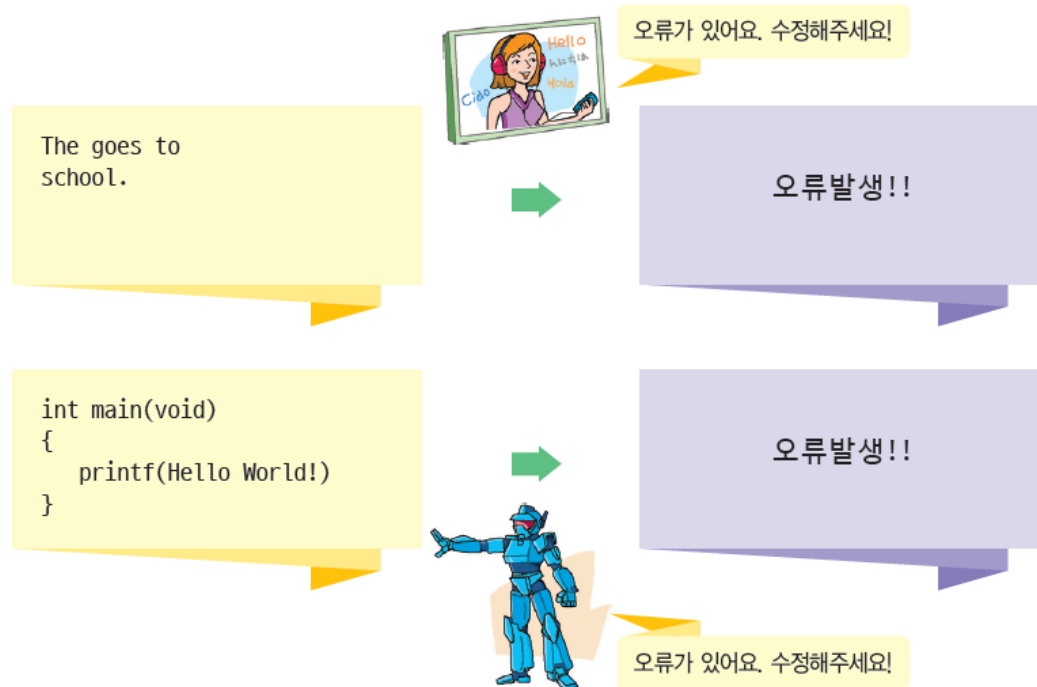 오류가 있어요. 수정해주세요!
Hello
Hola
Cido
The goes to
school.
오류발생!!
int main(void)
{
printf(Hello World!)
}
오류발생!!
오류가 있어요. 수정해주세요!